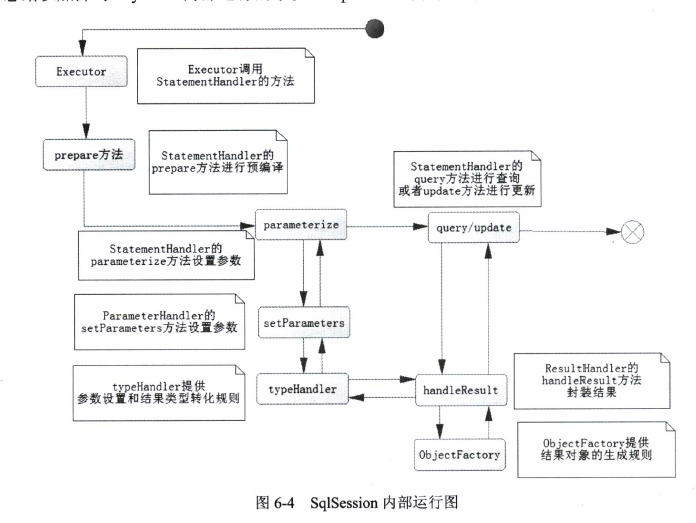 Executor
Executor调用
StatementHandler的方法
prepare方法
StatementHandler的
prepare方法进行预编译
StatementHandler的
query方法进行查询
或者update方法进行更新
parameterize
query/update
StatementHandler的
parameterize方法设置参数
ParameterHandler的
setParameters方法设置参数
setParameters
typeHandler提供
参数设置和结果类型转化规则
typeHandler
handleResult
ResultHandler的
handleResult方法
封装结果
ObjectFactory
ObjectFactory提供
结果对象的生成规则
图 6-4 SqlSession 内部运行图